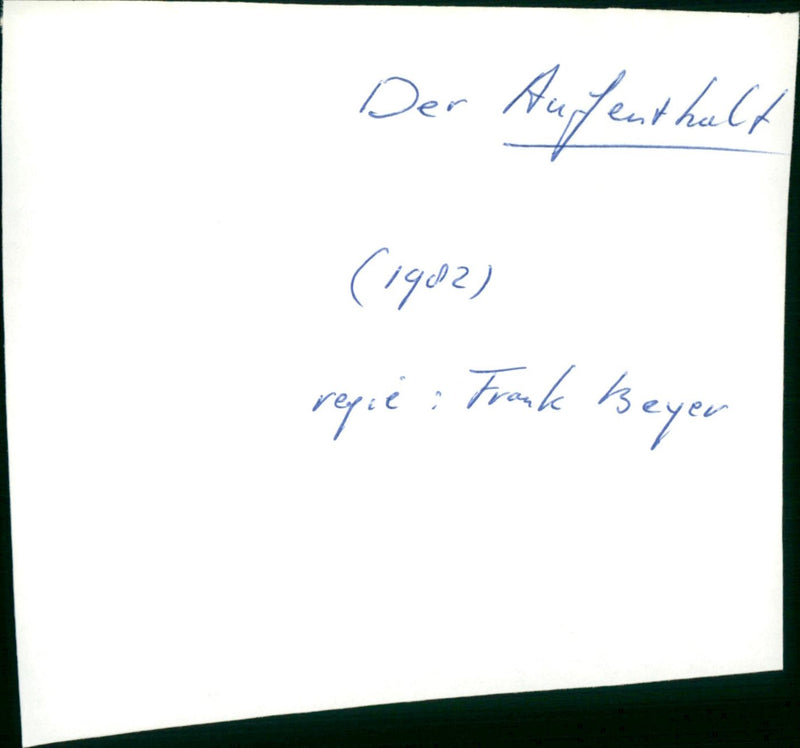 Der Aufenthalt
(1982)
regie : Frank Beyer